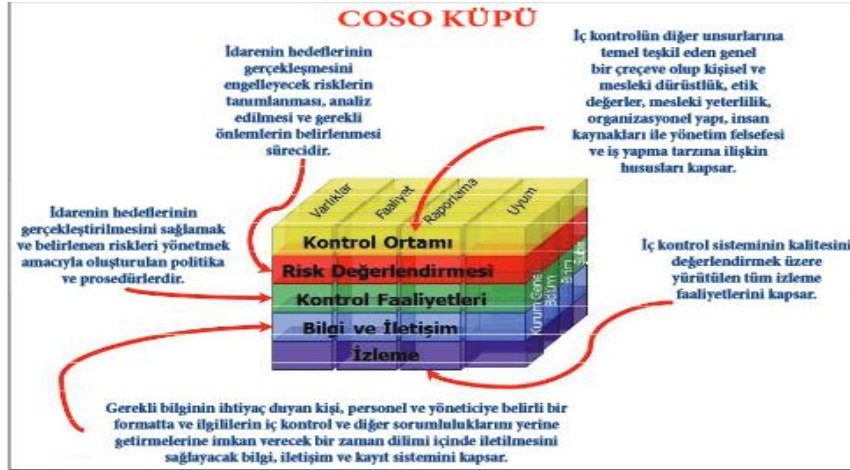 COSO KÜPÜ
İdarenin hedeflerinin
gerçekleşmesini
engelleyecek risklerin
tanımlanması, analiz
edilmesi ve gerekli
önlemlerin belirlenmesi
sürecidir.
İç kontrolün diğer unsurlarına
temel teşkil eden genel
bir çreçeve olup kişisel ve
mesleki dürüstlük, etik
değerler, mesleki yeterlilik,
organizasyonel yapı, insan
kaynakları ile yönetim felsefesi
ve iş yapma tarzına ilişkin
hususları kapsar.
İdarenin hedeflerinin
gerçekleştirilmesini sağlamak
ve belirlenen riskleri yönetmek
amacıyla oluşturulan politika
ve prosedürlerdir.
Varlıklar
Faaliyet
Raporlama
Uyum
Kontrol Ortamı
Risk Değerlendirmesi
Kontrol Faaliyetleri
Bilgi ve İletişim
İzleme
Kurum Gene
Bölüm
Birim
Şube
İç kontrol sisteminin kalitesini
değerlendirmek üzere
yürütülen tüm izleme
faaliyetlerini kapsar.
Gerekli bilginin ihtiyaç duyan kişi, personel ve yöneticiye belirli bir
formatta ve ilgililerin iç kontrol ve diğer sorumluluklarını yerine
getirmelerine imkan verecek bir zaman dilimi içinde iletilmesini
sağlayacak bilgi, iletişim ve kayıt sistemini kapsar.